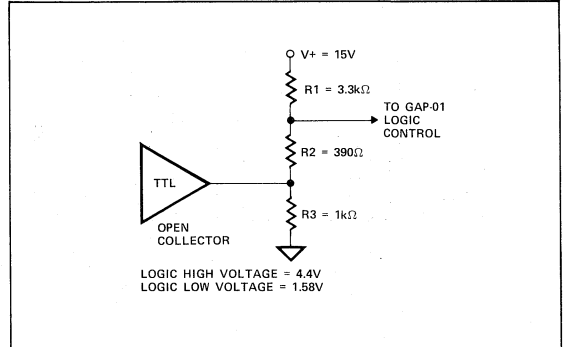 V+ = 15V
R1 = 3.3kΩ
TO GAP-01
LOGIC
CONTROL
R2 = 390Ω
TTL
R3 = 1kΩ
OPEN
COLLECTOR
LOGIC HIGH VOLTAGE = 4.4V
LOGIC LOW VOLTAGE = 1.58V